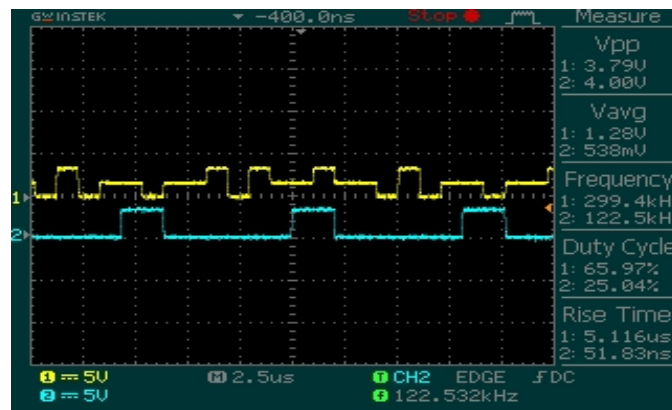 GWINSTEK -400.0ns Stop Measure
Vpp
1: 3.79V
2: 4.00V
Vavg
1: 1.28V
2: 538mV
Frequency
1: 299.4kH
2: 122.5kH
Duty Cycle
1: 65.97%
2: 25.04%
Rise Time
1: 5.116us
2: 51.83ns
1
2
1 5V M 2.5us T CH2 EDGE DC
2 5V f 122.532kHz